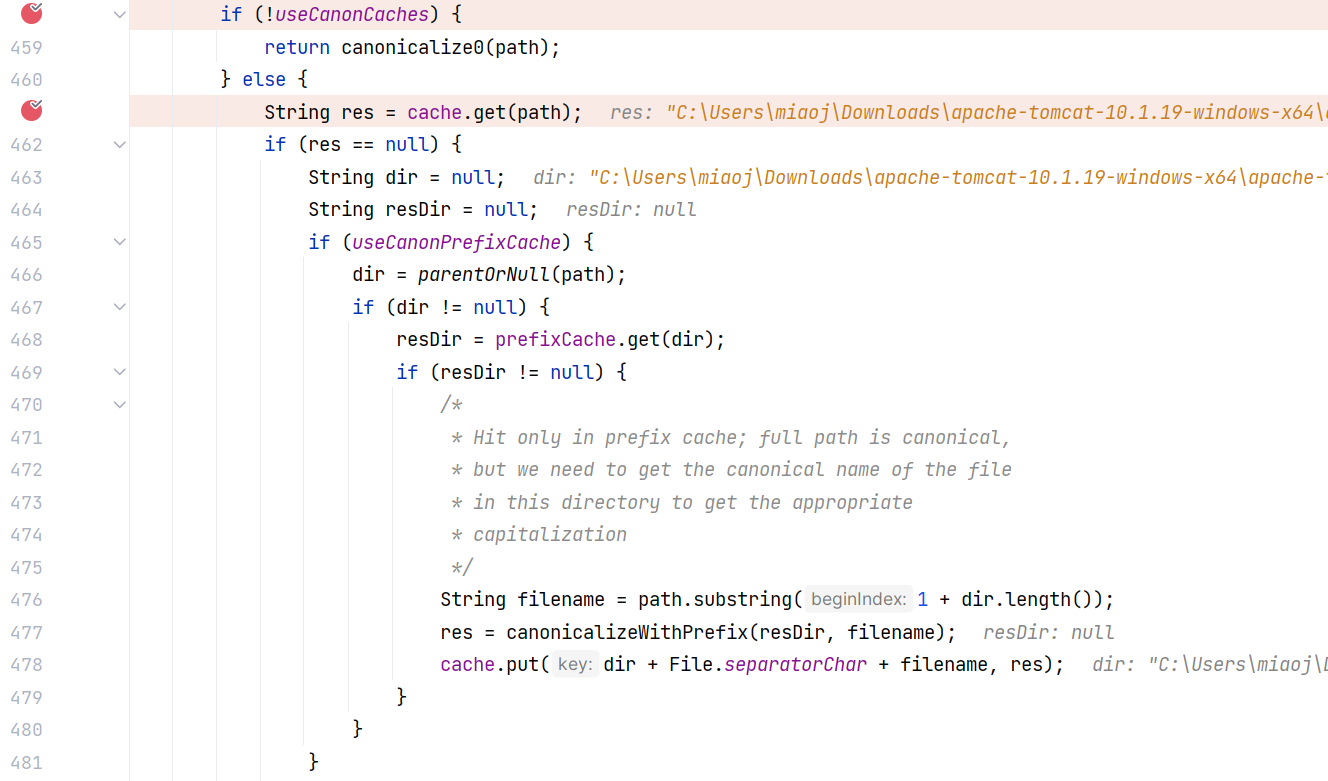 if (!useCanonCaches) {
459 return canonicalize0(path);
460 } else {
String res = cache.get(path); res: "C:\Users\miaoj\Downloads\apache-tomcat-10.1.19-windows-x64\
462 if (res == null) {
463 String dir = null; dir: "C:\Users\miaoj\Downloads\apache-tomcat-10.1.19-windows-x64\apache-
464 String resDir = null; resDir: null
465 if (useCanonPrefixCache) {
466 dir = parentOrNull(path);
467 if (dir != null) {
468 resDir = prefixCache.get(dir);
469 if (resDir != null) {
470 /*
471 * Hit only in prefix cache; full path is canonical,
472 * but we need to get the canonical name of the file
473 * in this directory to get the appropriate
474 * capitalization
475 */
476 String filename = path.substring( beginIndex: 1 + dir.length());
477 res = canonicalizeWithPrefix(resDir, filename); resDir: null
478 cache.put( key: dir + File.separatorChar + filename, res); dir: "C:\Users\miaoj\
479 }
480 }
481 }